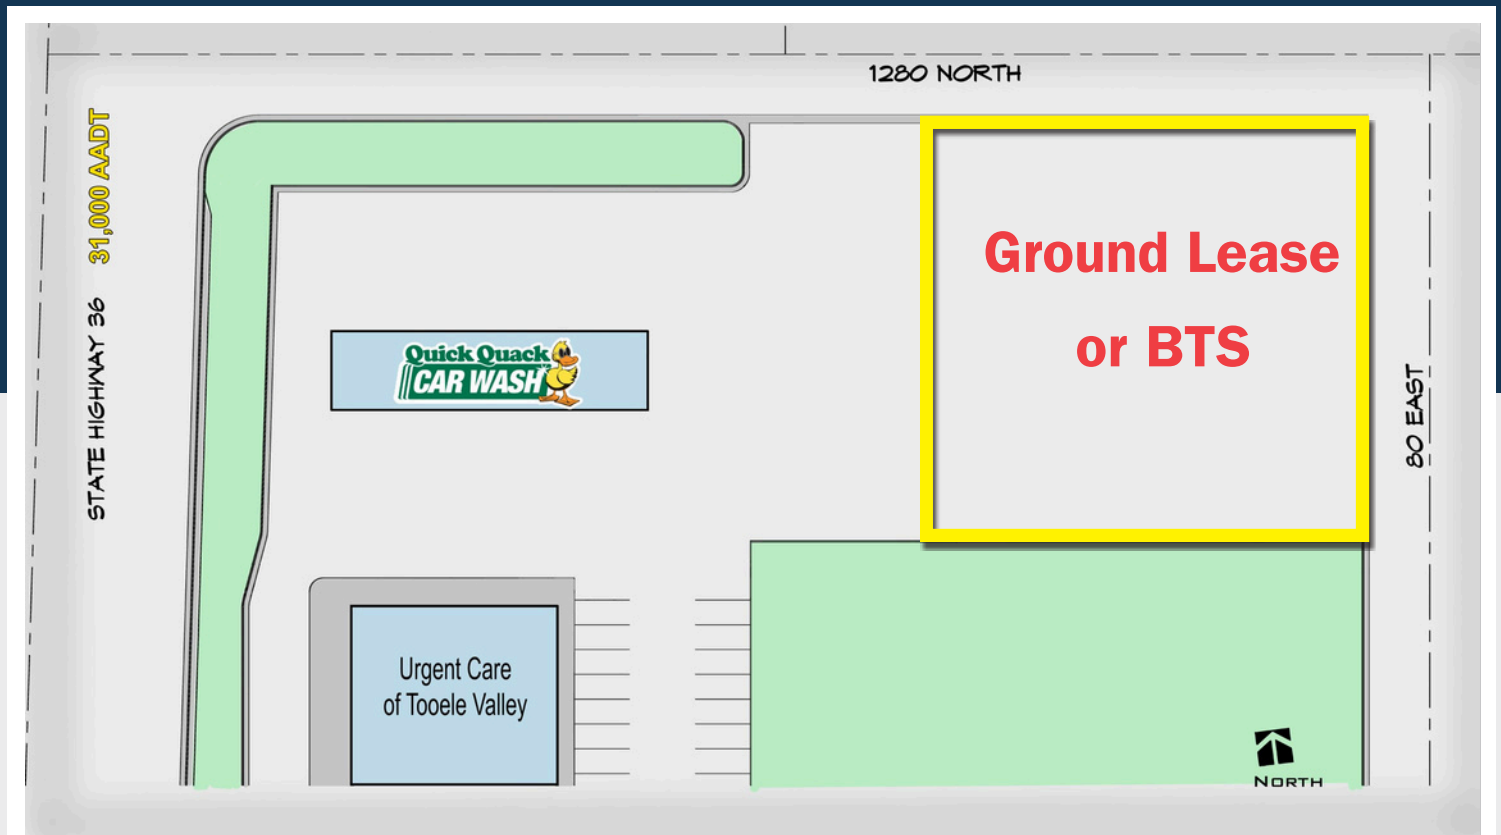 1280 NORTH
31,000 AADT
STATE HIGHWAY 36
Ground Lease
or BTS
Quick Quack
CAR WASH
80 EAST
Urgent Care
of Tooele Valley
NORTH